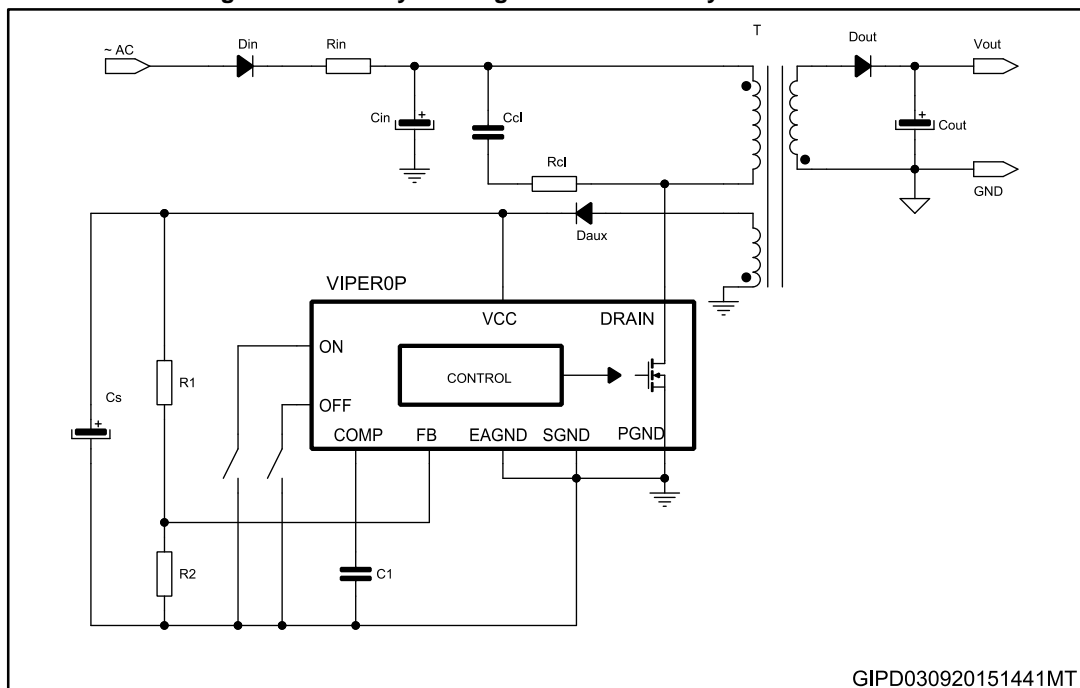 T
Din
Rin
Dout
Vout
~ AC
Cin
+
Ccl
+
Cout
Rcl
GND
Daux
VIPER0P
VCC
DRAIN
ON
CONTROL
R1
Cs
+
OFF
COMP
FB
EAGND
SGND
PGND
R2
C1
GIPD030920151441MT